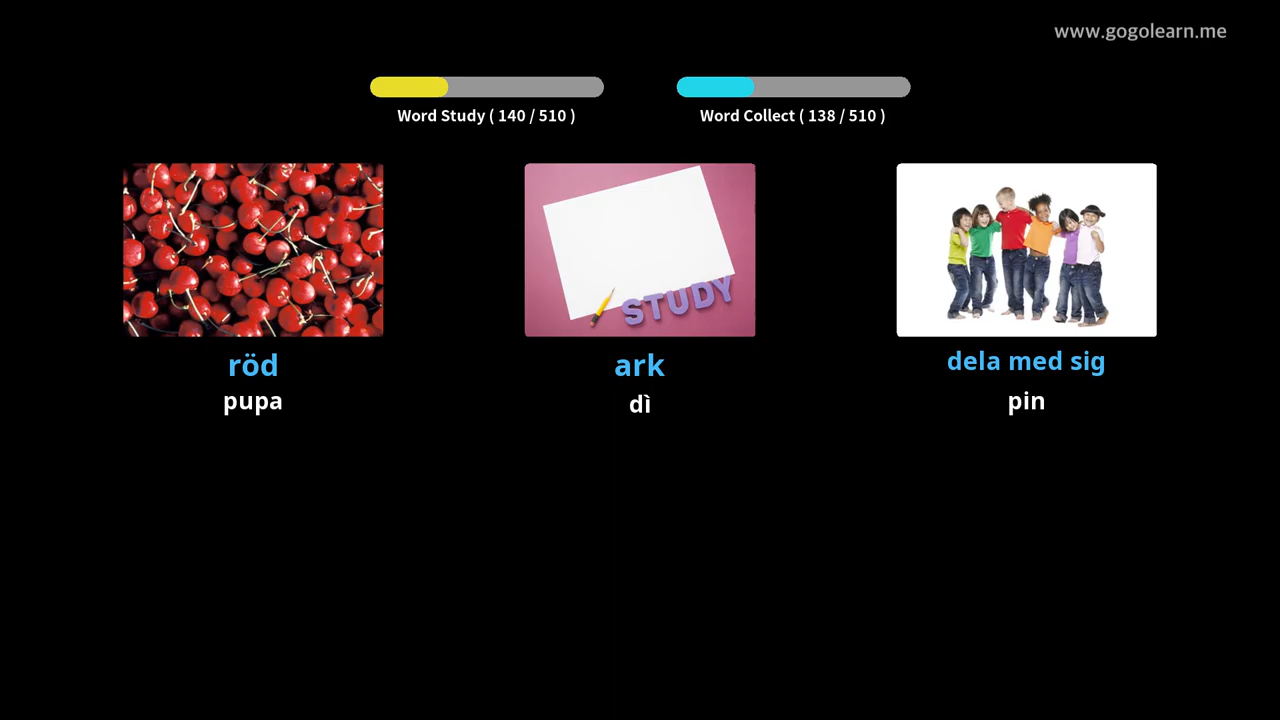 www.gogolearn.me
Word Study ( 140 / 510 )
Word Collect ( 138 / 510 )
STUDY
röd
ark
dela med sig
pupa
dì
pin